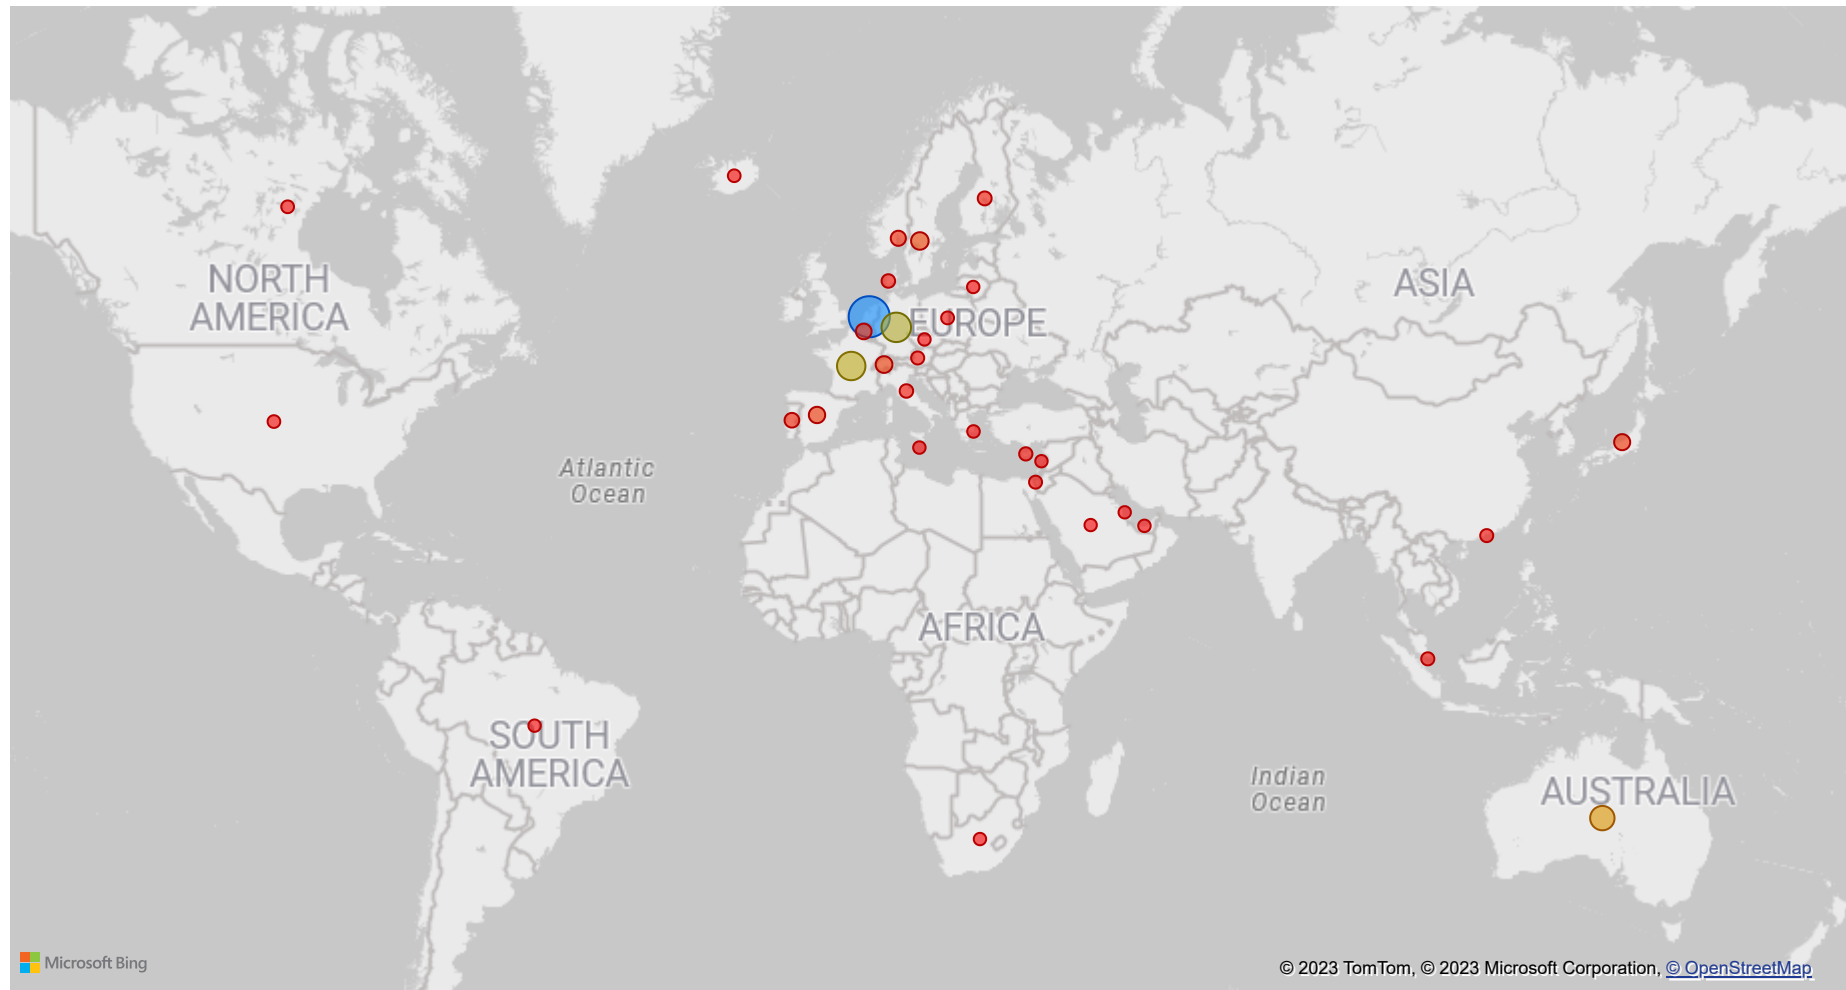 NORTH
AMERICA
EUROPE
ASIA
Atlantic
Ocean
AFRICA
SOUTH
AMERICA
Indian
Ocean
AUSTRALIA
Microsoft Bing
© 2023 TomTom, © 2023 Microsoft Corporation, © OpenStreetMap